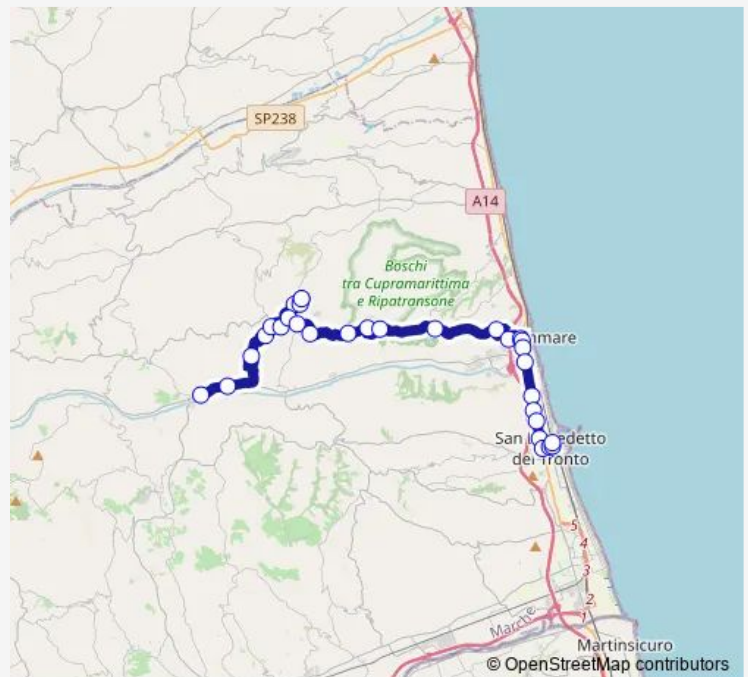 SP238
A14
Boschi
tra Cupramarittima
e Ripatransone
mmare
San
edetto
del Tronto
5
4
3
2
1
Marche
Martinsicuro
© OpenStreetMap contributors